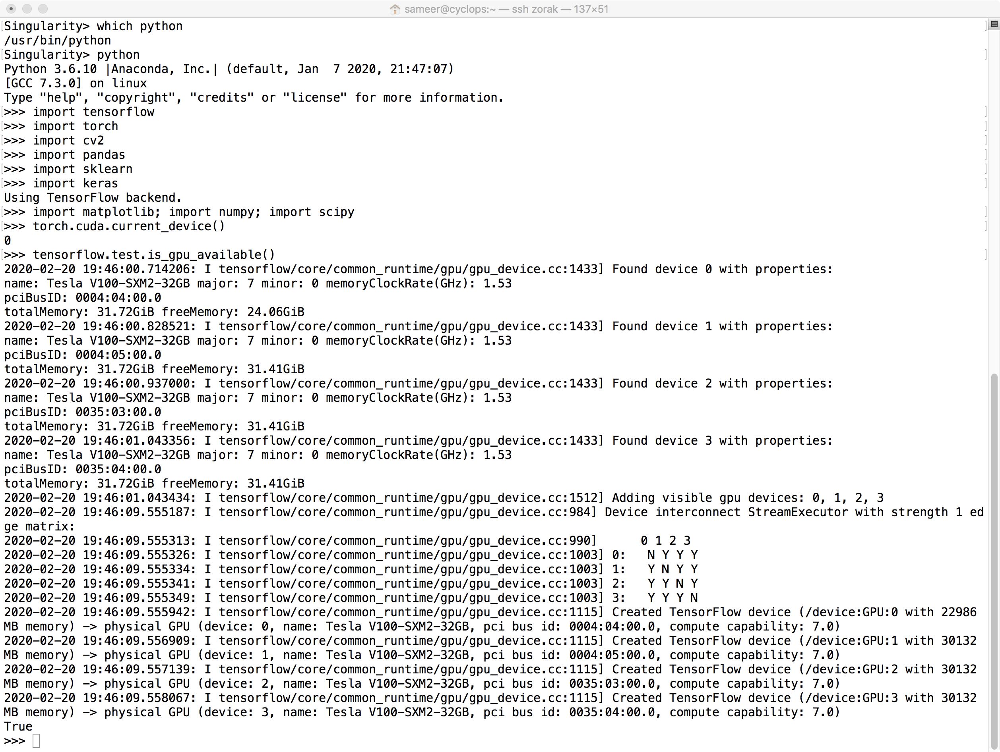 sameer@cyclops:~ — ssh zorak — 137×51
Singularity> which python
/usr/bin/python
Singularity> python
Python 3.6.10 |Anaconda, Inc.| (default, Jan  7 2020, 21:47:07)
[GCC 7.3.0] on linux
Type "help", "copyright", "credits" or "license" for more information.
>>> import tensorflow
>>> import torch
>>> import cv2
>>> import pandas
>>> import sklearn
>>> import keras
Using TensorFlow backend.
>>> import matplotlib; import numpy; import scipy
>>> torch.cuda.current_device()
0
>>> tensorflow.test.is_gpu_available()
2020-02-20 19:46:00.714206: I tensorflow/core/common_runtime/gpu/gpu_device.cc:1433] Found device 0 with properties:
name: Tesla V100-SXM2-32GB major: 7 minor: 0 memoryClockRate(GHz): 1.53
pciBusID: 0004:04:00.0
totalMemory: 31.72GiB freeMemory: 24.06GiB
2020-02-20 19:46:00.828521: I tensorflow/core/common_runtime/gpu/gpu_device.cc:1433] Found device 1 with properties:
name: Tesla V100-SXM2-32GB major: 7 minor: 0 memoryClockRate(GHz): 1.53
pciBusID: 0004:05:00.0
totalMemory: 31.72GiB freeMemory: 31.41GiB
2020-02-20 19:46:00.937000: I tensorflow/core/common_runtime/gpu/gpu_device.cc:1433] Found device 2 with properties:
name: Tesla V100-SXM2-32GB major: 7 minor: 0 memoryClockRate(GHz): 1.53
pciBusID: 0035:03:00.0
totalMemory: 31.72GiB freeMemory: 31.41GiB
2020-02-20 19:46:01.043356: I tensorflow/core/common_runtime/gpu/gpu_device.cc:1433] Found device 3 with properties:
name: Tesla V100-SXM2-32GB major: 7 minor: 0 memoryClockRate(GHz): 1.53
pciBusID: 0035:04:00.0
totalMemory: 31.72GiB freeMemory: 31.41GiB
2020-02-20 19:46:01.043434: I tensorflow/core/common_runtime/gpu/gpu_device.cc:1512] Adding visible gpu devices: 0, 1, 2, 3
2020-02-20 19:46:09.555187: I tensorflow/core/common_runtime/gpu/gpu_device.cc:984] Device interconnect StreamExecutor with strength 1 ed
ge matrix:
2020-02-20 19:46:09.555313: I tensorflow/core/common_runtime/gpu/gpu_device.cc:990]      0 1 2 3
2020-02-20 19:46:09.555326: I tensorflow/core/common_runtime/gpu/gpu_device.cc:1003] 0:   N Y Y Y
2020-02-20 19:46:09.555334: I tensorflow/core/common_runtime/gpu/gpu_device.cc:1003] 1:   Y N Y Y
2020-02-20 19:46:09.555341: I tensorflow/core/common_runtime/gpu/gpu_device.cc:1003] 2:   Y Y N Y
2020-02-20 19:46:09.555349: I tensorflow/core/common_runtime/gpu/gpu_device.cc:1003] 3:   Y Y Y N
2020-02-20 19:46:09.555942: I tensorflow/core/common_runtime/gpu/gpu_device.cc:1115] Created TensorFlow device (/device:GPU:0 with 22986
MB memory) -> physical GPU (device: 0, name: Tesla V100-SXM2-32GB, pci bus id: 0004:04:00.0, compute capability: 7.0)
2020-02-20 19:46:09.556909: I tensorflow/core/common_runtime/gpu/gpu_device.cc:1115] Created TensorFlow device (/device:GPU:1 with 30132
MB memory) -> physical GPU (device: 1, name: Tesla V100-SXM2-32GB, pci bus id: 0004:05:00.0, compute capability: 7.0)
2020-02-20 19:46:09.557139: I tensorflow/core/common_runtime/gpu/gpu_device.cc:1115] Created TensorFlow device (/device:GPU:2 with 30132
MB memory) -> physical GPU (device: 2, name: Tesla V100-SXM2-32GB, pci bus id: 0035:03:00.0, compute capability: 7.0)
2020-02-20 19:46:09.558067: I tensorflow/core/common_runtime/gpu/gpu_device.cc:1115] Created TensorFlow device (/device:GPU:3 with 30132
MB memory) -> physical GPU (device: 3, name: Tesla V100-SXM2-32GB, pci bus id: 0035:04:00.0, compute capability: 7.0)
True
>>>